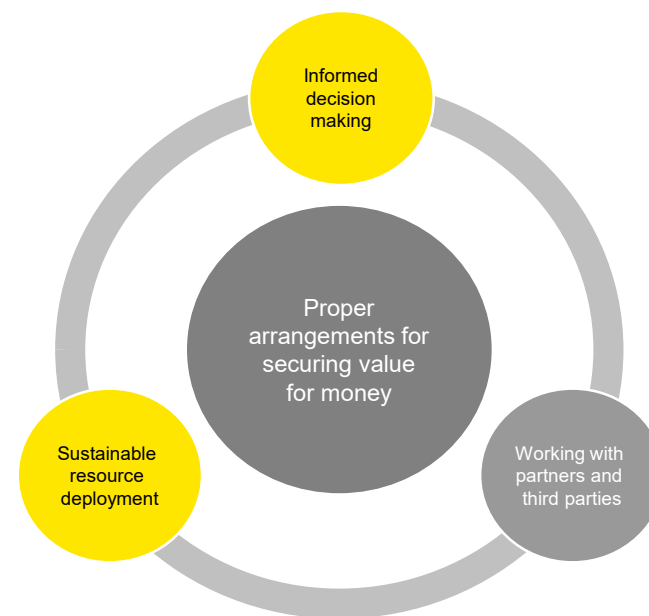 Informed
decision
making
Proper
arrangements for
securing value
for money
Sustainable
resource
deployment
Working with
partners and
third parties